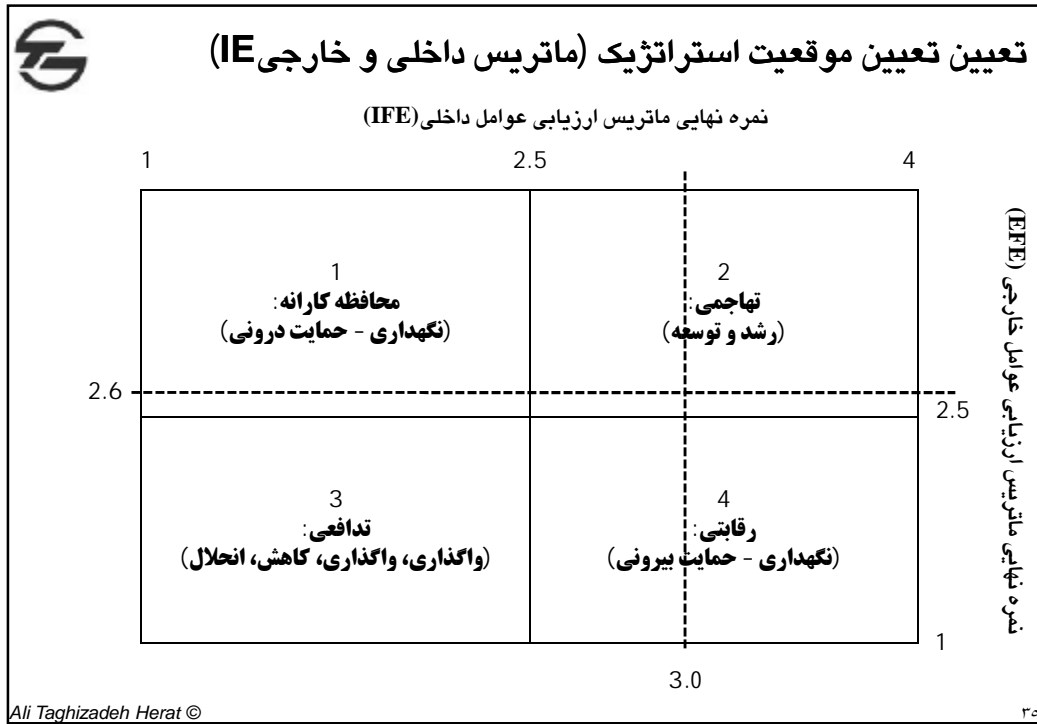 تعیین تعیین موقعیت استراتژیک (ماتریس داخلی و خارجیIE)
نمره نهایی ماتریس ارزیابی عوامل داخلی(IFE)
1 2.5 4
نمره نهایی ماتریس ارزیابی عوامل خارجی (EFE)
1
محافظه کارانه:
(نگهداری - حمایت درونی)
2
تهاجمی:
(رشد و توسعه)
2.6
2.5
3
تدافعی:
(واگذاری، واگذاری، کاهش، انحلال)
4
رقابتی:
(نگهداری - حمایت بیرونی)
1
3.0
Ali Taghizadeh Herat ©
۳۵